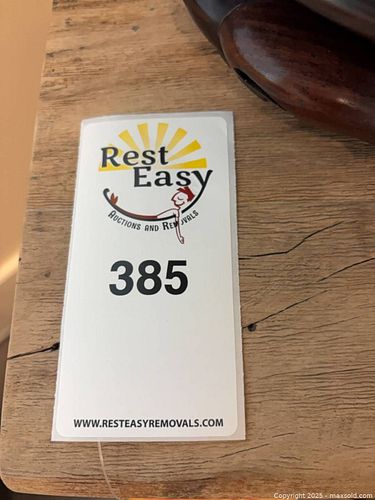 Rest
Easy
AUCTIONS AND REMOVALS
385
WWW.RESTEASYREMOVALS.COM
Copyright 2025 - maxsold.com